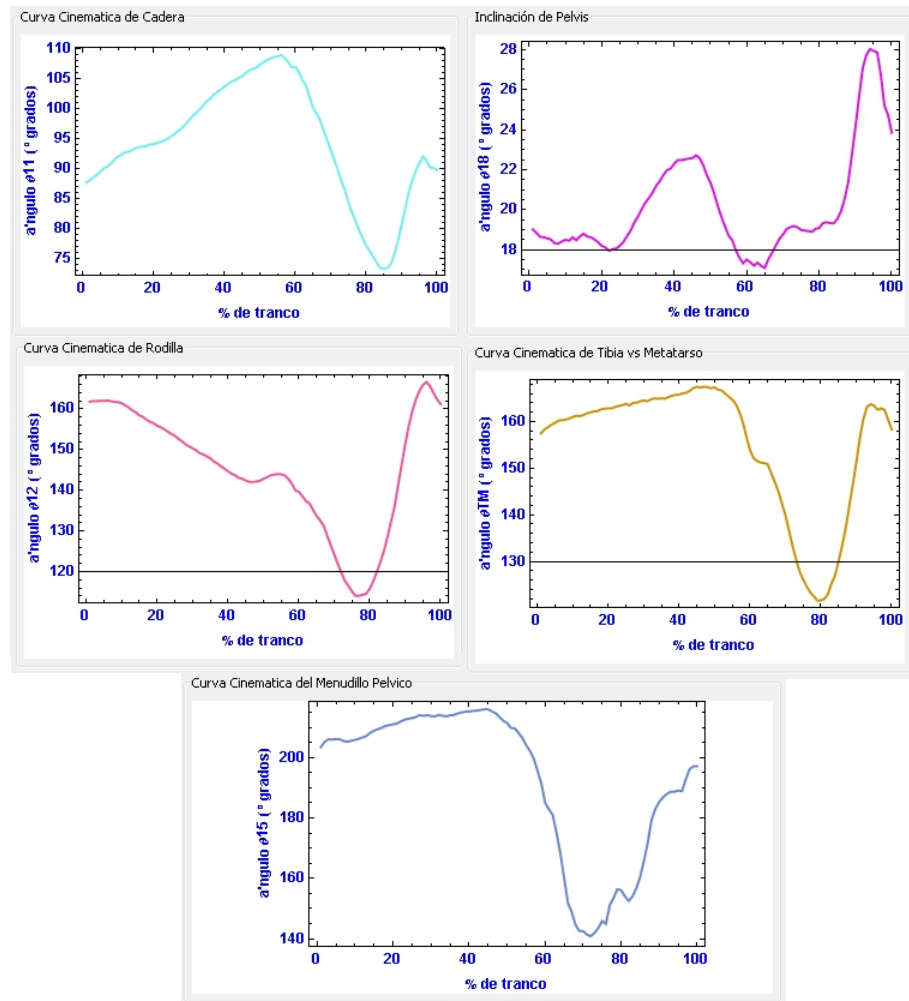 Curva Cinematica de Cadera
110
105
100
95
90
85
80
75
0 20 40 60 80 100
% de tranco
a'ngulo θ11 ( ° grados)
Inclinación de Pelvis
28
26
24
22
20
18
0 20 40 60 80 100
% de tranco
a'ngulo θ18 ( ° grados)
Curva Cinematica de Rodilla
160
150
140
130
120
0 20 40 60 80 100
% de tranco
a'ngulo θ12 ( ° grados)
Curva Cinematica de Tibia vs Metatarso
160
150
140
130
0 20 40 60 80 100
% de tranco
a'ngulo θTM ( ° grados)
Curva Cinematica del Menudillo Pelvico
200
180
160
140
0 20 40 60 80 100
% de tranco
a'ngulo θ15 ( ° grados)